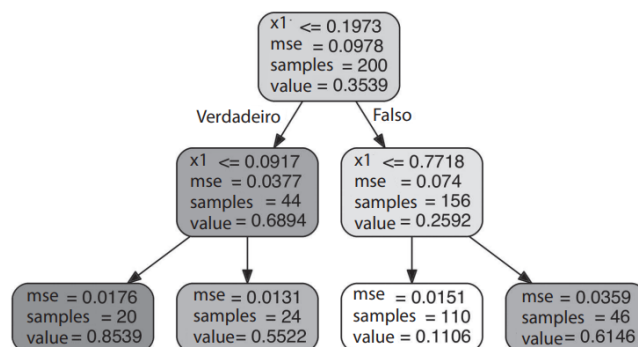 x1 <= 0.1973
mse = 0.0978
samples = 200
value = 0.3539
Verdadeiro
Falso
x1 <= 0.0917
mse = 0.0377
samples = 44
value = 0.6894
x1 <= 0.7718
mse = 0.074
samples = 156
value = 0.2592
mse = 0.0176
samples = 20
value = 0.8539
mse = 0.0131
samples = 24
value = 0.5522
mse = 0.0151
samples = 110
value = 0.1106
mse = 0.0359
samples = 46
value = 0.6146